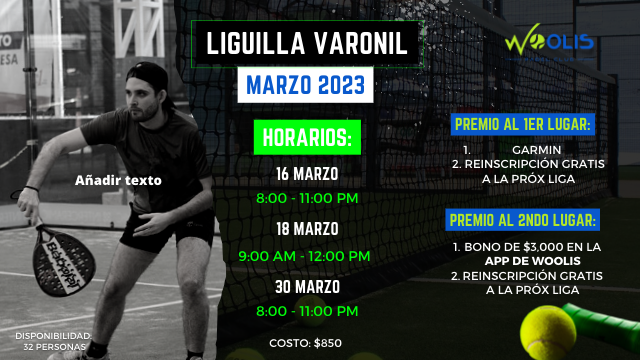 LIGUILLA VARONIL
MARZO 2023
WOOLIS
HORARIOS:
16 MARZO
8:00 - 11:00 PM
18 MARZO
9:00 AM - 12:00 PM
30 MARZO
8:00 - 11:00 PM
COSTO: $850
Añadir texto
PREMIO AL 1ER LUGAR:
1. GARMIN
2. REINSCRIPCIÓN GRATIS
A LA PRÓX LIGA
PREMIO AL 2NDO LUGAR:
1. BONO DE $3,000 EN LA
APP DE WOOLIS
2. REINSCRIPCIÓN GRATIS
A LA PRÓX LIGA
DISPONIBILIDAD:
32 PERSONAS